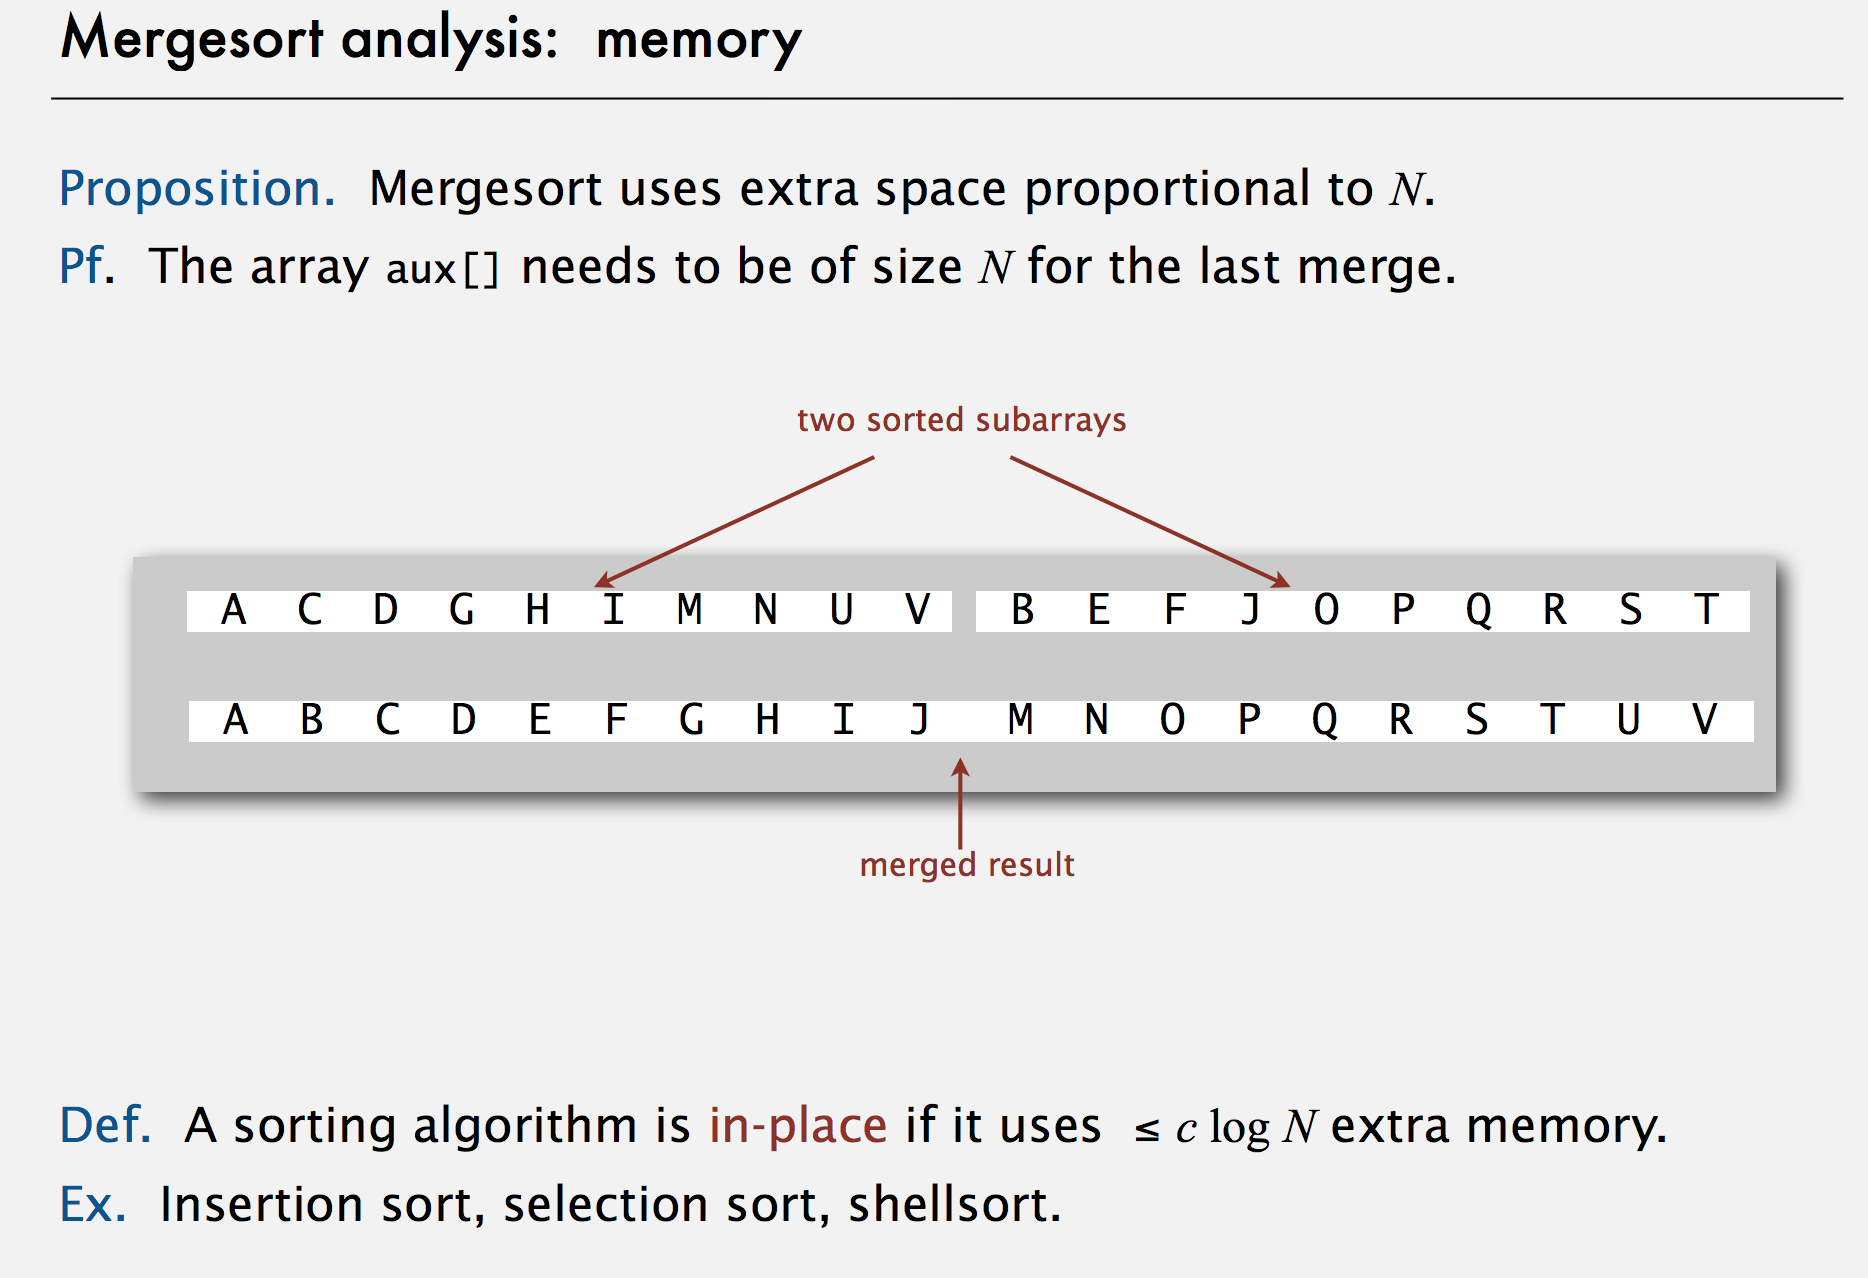 Mergesort analysis: memory
Proposition. Mergesort uses extra space proportional to N.
Pf. The array aux[] needs to be of size N for the last merge.
two sorted subarrays
A C D G H I M N U V B E F J O P Q R S T
A B C D E F G H I J M N O P Q R S T U V
merged result
Def. A sorting algorithm is in-place if it uses ≤ c log N extra memory.
Ex. Insertion sort, selection sort, shellsort.